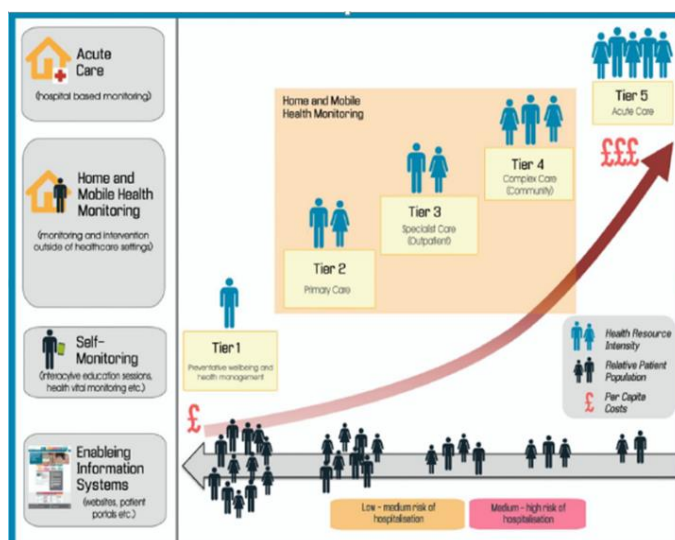 Acute
Care
(hospital based monitoring)
Home and
Mobile Health
Monitoring
(monitoring and intervention
outside of healthcare settings)
Self-
Monitoring
(interacyive education sessions,
health vital monitoring etc.)
Enableing
Information
Systems
(websites, patient
portals etc.)
Home and Mobile
Health Monitoring
Tier 1
Preventative wellbeing and
health management
Tier 2
Primary Care
Tier 3
Specialist Care
(Outpatient)
Tier 4
Complex Care
(Community)
Tier 5
Acute Care
£££
£
Health Resource
Intensity
Relative Patient
Population
£
Per Capita
Costs
Low - medium risk of
hospitalisation
Medium - high risk of
hospitalisation